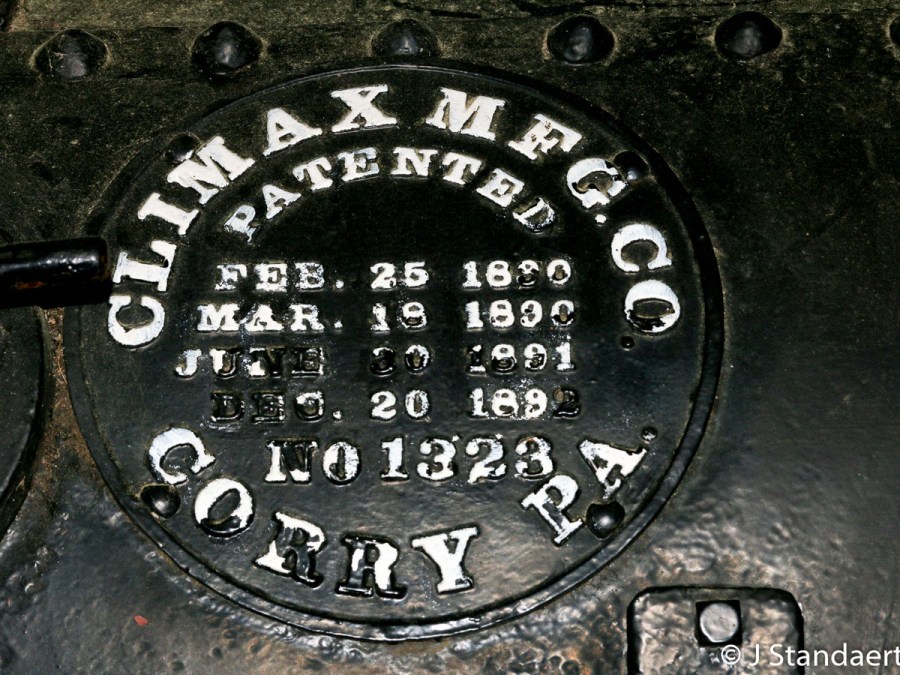 CLIMAX MFG. CO.
PATENTED
FEB. 25 1890
MAR. 18 1890
JUNE 30 1891
DEC. 20 1892
NO 1323
CORRY PA.
© J Standaert